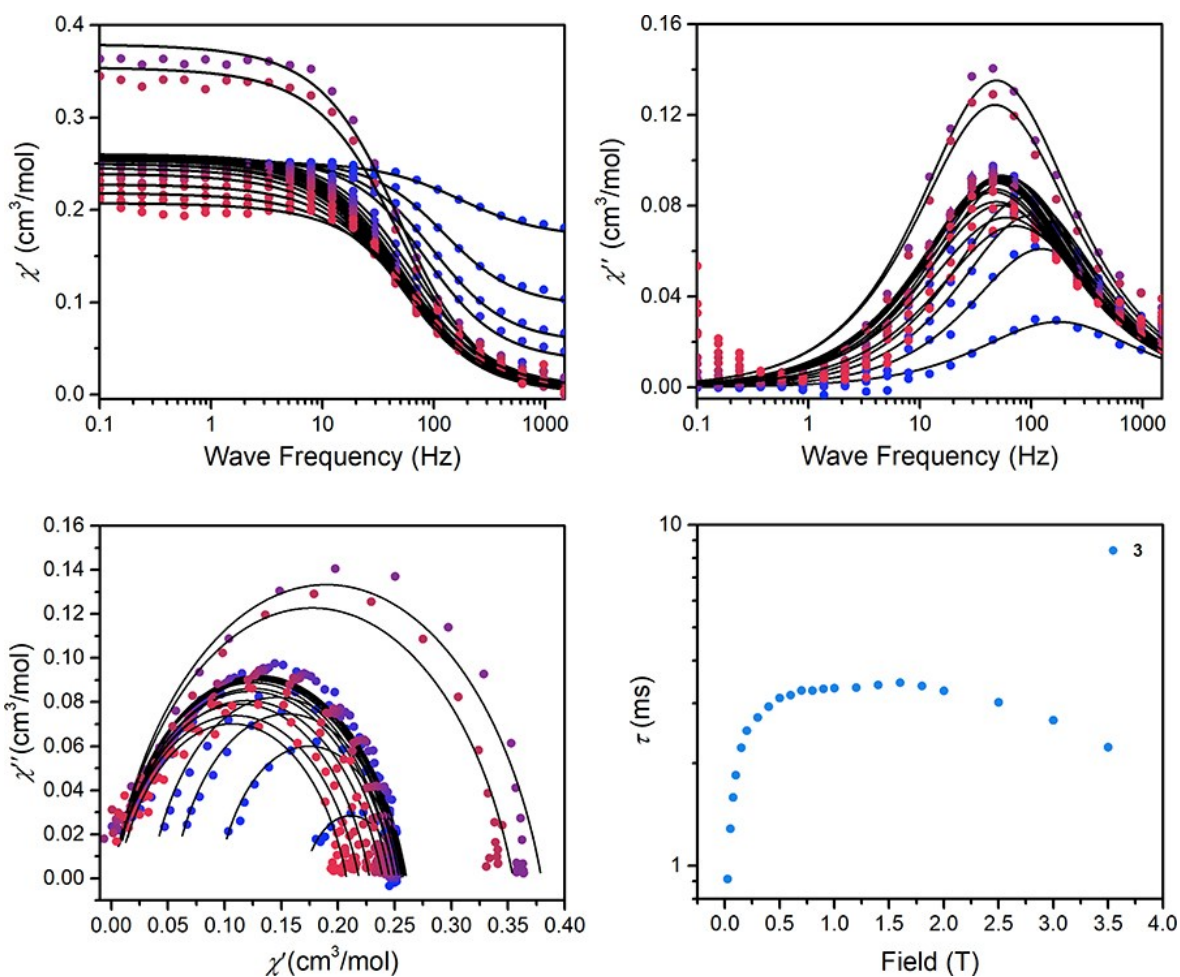 0.4
0.3
0.2
0.1
0.0
χ′ (cm³/mol)
0.1 1 10 100 1000
Wave Frequency (Hz)
0.16
0.12
0.08
0.04
0.00
χ′′ (cm³/mol)
0.1 1 10 100 1000
Wave Frequency (Hz)
0.16
0.14
0.12
0.10
0.08
0.06
0.04
0.02
0.00
χ′′(cm³/mol)
0.00 0.05 0.10 0.15 0.20 0.25 0.30 0.35 0.40
χ′(cm³/mol)
10
1
τ (ms)
3
0.0 0.5 1.0 1.5 2.0 2.5 3.0 3.5 4.0
Field (T)